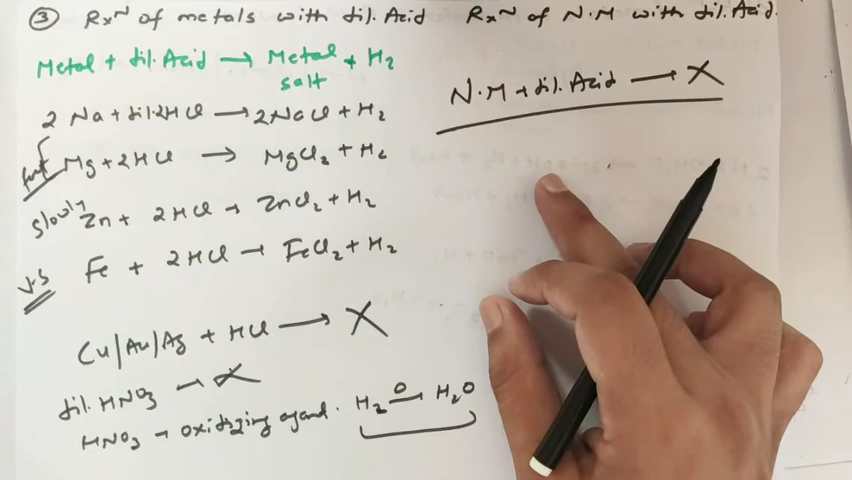 ③ Rxᴺ of metals with dil. Acid
Metal + dil. Acid → Metal salt + H₂
2 Na + dil. 2HCl → 2NaCl + H₂
fast Mg + 2HCl → MgCl₂ + H₂
slowly Zn + 2HCl → ZnCl₂ + H₂
V.S Fe + 2HCl → FeCl₂ + H₂
Cu/Au/Ag + HCl → X
dil. HNO₃ → X
HNO₃ → oxidizing agent. H₂ –O→ H₂O
Rxᴺ of N.M with dil. Acid.
N.M + dil. Acid → X